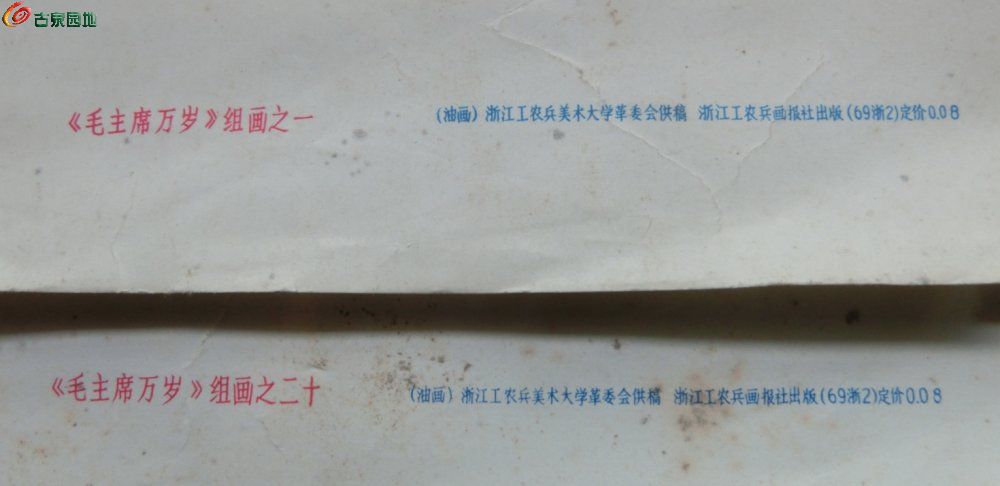 古泉园地
《毛主席万岁》组画之一 (油画) 浙江工农兵美术大学革委会供稿 浙江工农兵画报社出版(69浙2)定价0.08
《毛主席万岁》组画之二十 (油画) 浙江工农兵美术大学革委会供稿 浙江工农兵画报社出版(69浙2)定价0.08